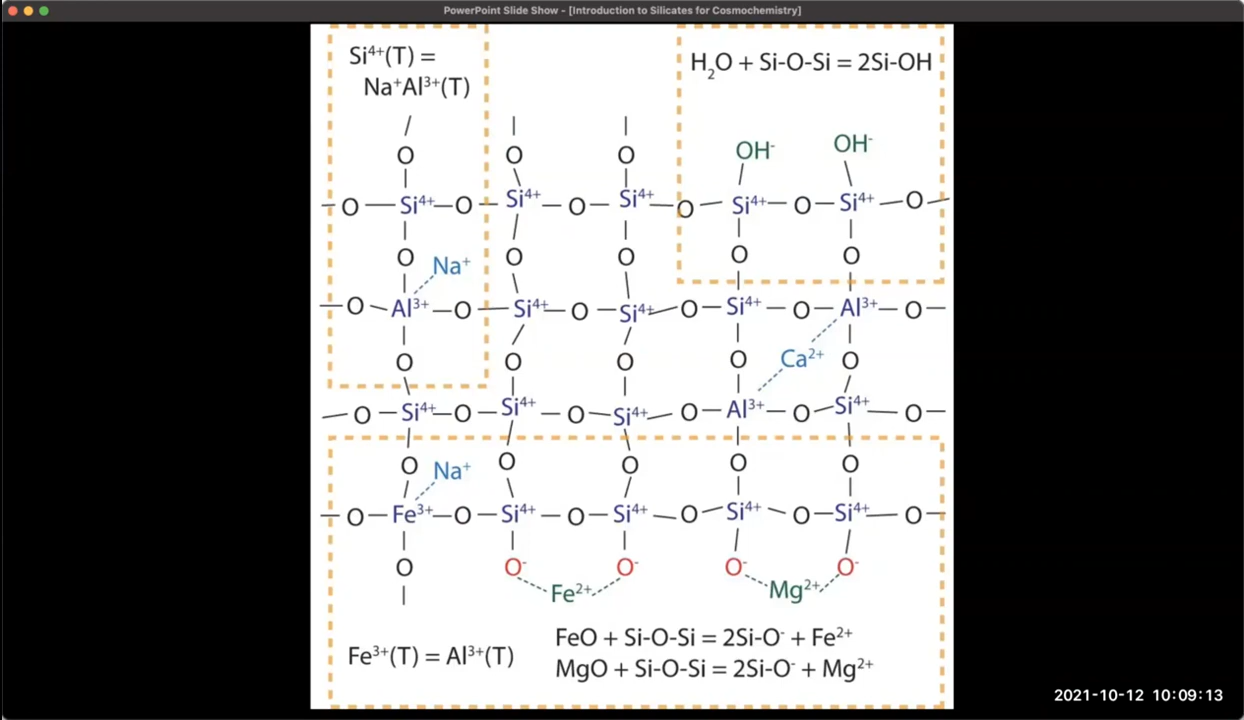 PowerPoint Slide Show - [Introduction to Silicates for Cosmochemistry]
Si⁴⁺(T) =
Na⁺Al³⁺(T)
H₂O + Si-O-Si = 2Si-OH
OH⁻ OH⁻
O O O
O Si⁴⁺ O Si⁴⁺ O Si⁴⁺ O Si⁴⁺ O Si⁴⁺ O
O Na⁺ O O O O
O Al³⁺ O Si⁴⁺ O Si⁴⁺ O Si⁴⁺ O Al³⁺ O
O O O O Ca²⁺ O
O Si⁴⁺ O Si⁴⁺ O Si⁴⁺ O Al³⁺ O Si⁴⁺ O
O Na⁺ O O O O
O Fe³⁺ O Si⁴⁺ O Si⁴⁺ O Si⁴⁺ O Si⁴⁺ O
O O⁻ O⁻ O⁻ O⁻
Fe²⁺ Mg²⁺
FeO + Si-O-Si = 2Si-O⁻ + Fe²⁺
Fe³⁺(T) = Al³⁺(T)
MgO + Si-O-Si = 2Si-O⁻ + Mg²⁺
2021-10-12 10:09:13